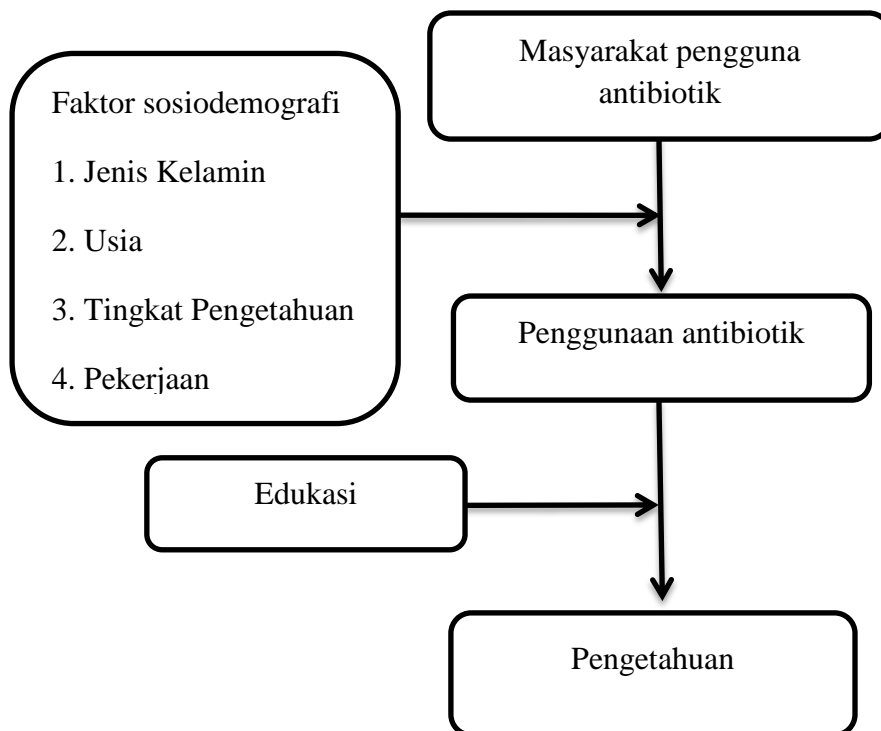 Masyarakat pengguna
antibiotik
Faktor sosiodemografi
1. Jenis Kelamin
2. Usia
3. Tingkat Pengetahuan
4. Pekerjaan
Penggunaan antibiotik
Edukasi
Pengetahuan